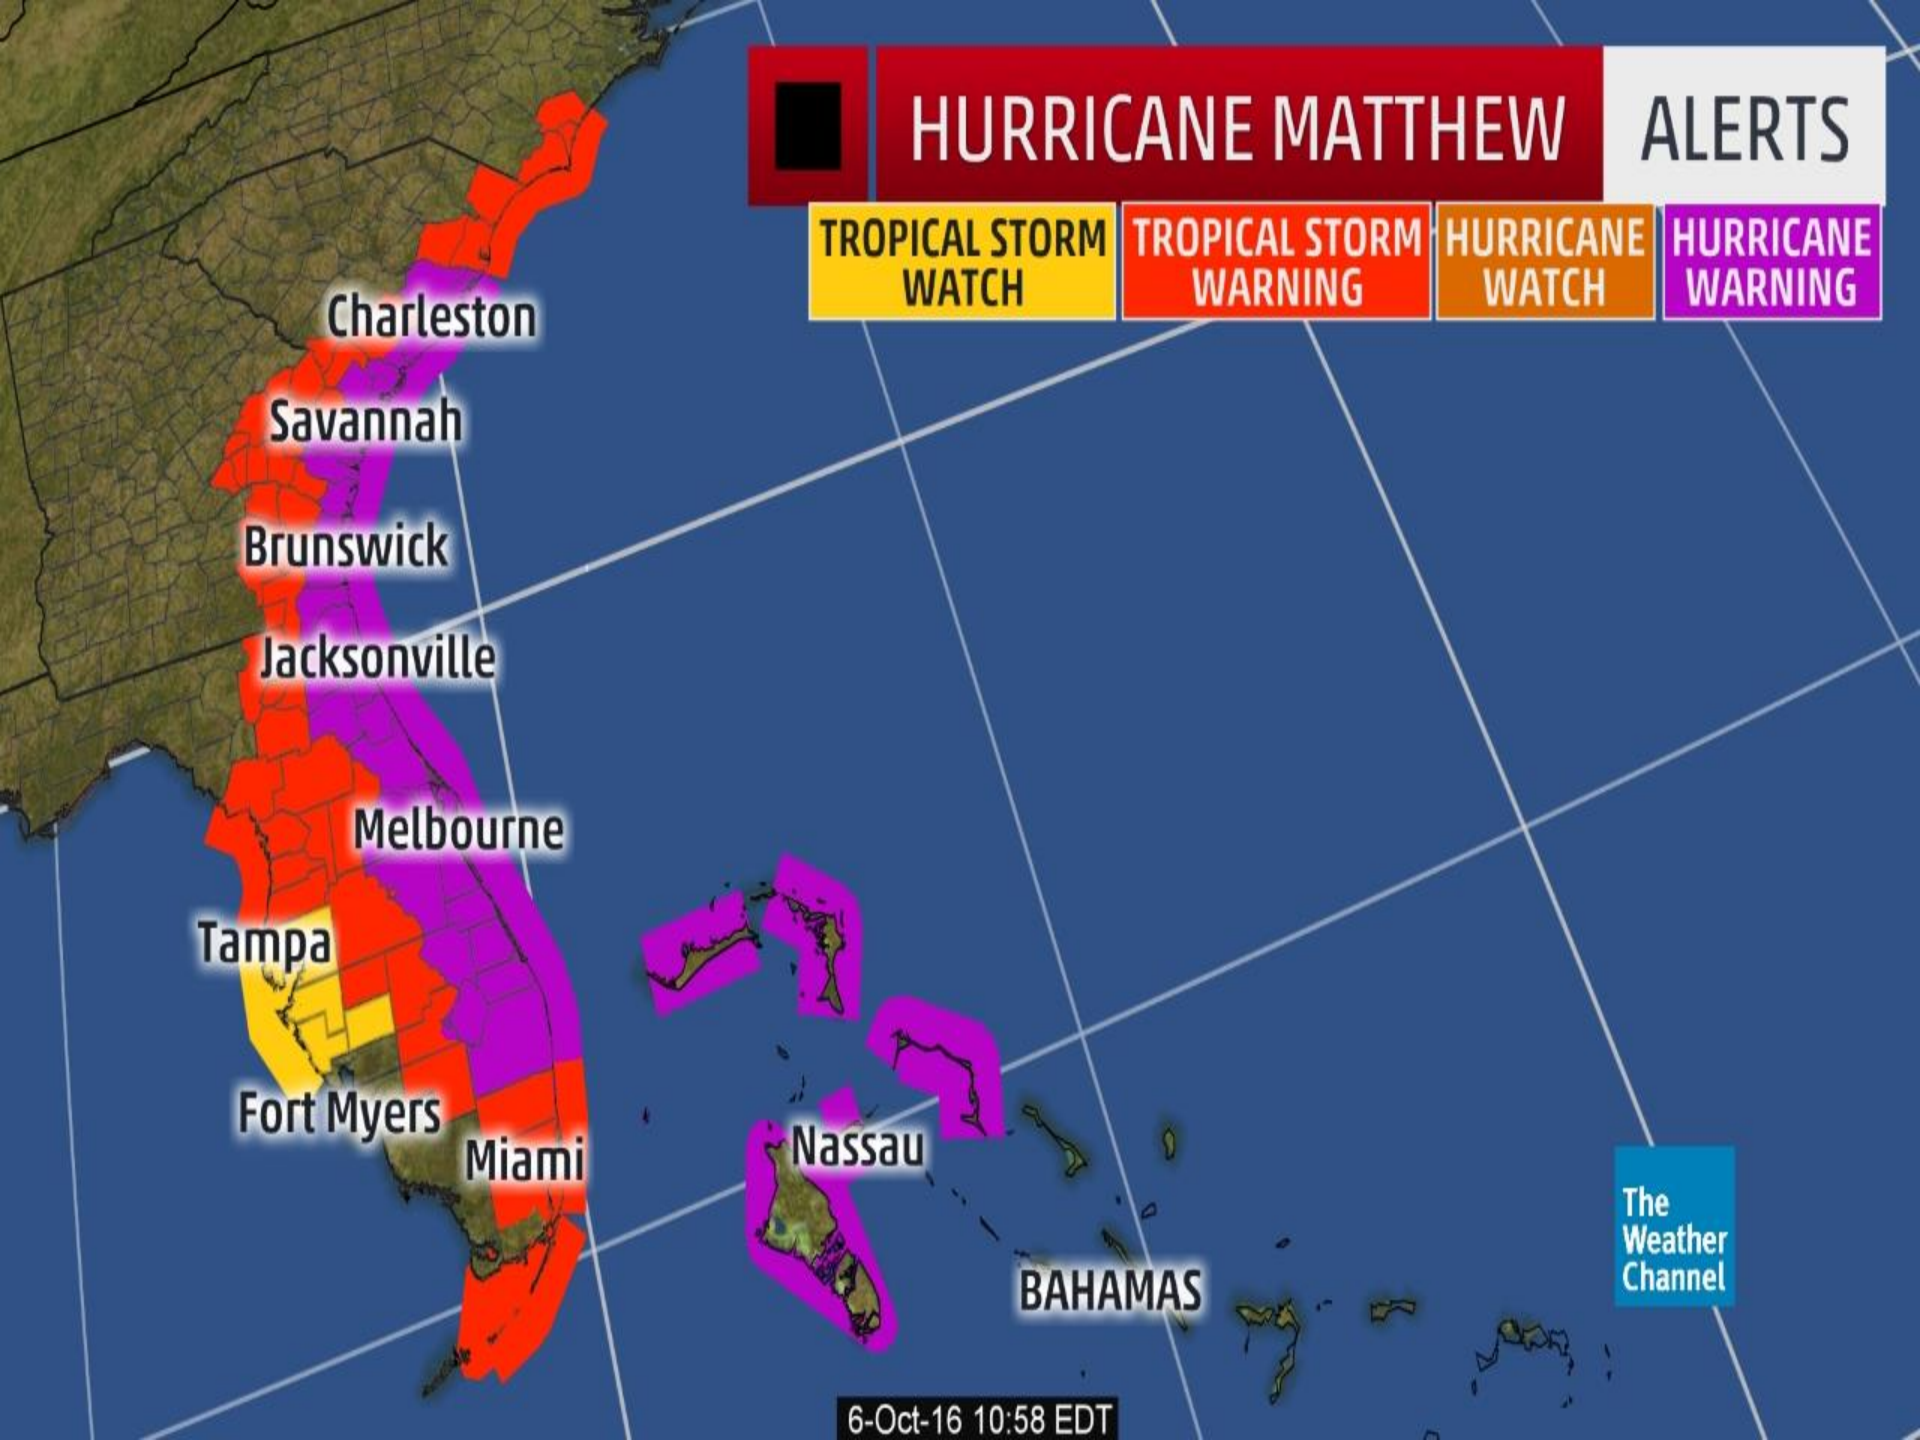 HURRICANE MATTHEW
ALERTS
TROPICAL STORM
WATCH
TROPICAL STORM
WARNING
HURRICANE
WATCH
HURRICANE
WARNING
Charleston
Savannah
Brunswick
Jacksonville
Melbourne
Tampa
Fort Myers
Miami
Nassau
BAHAMAS
The
Weather
Channel
6-Oct-16 10:58 EDT